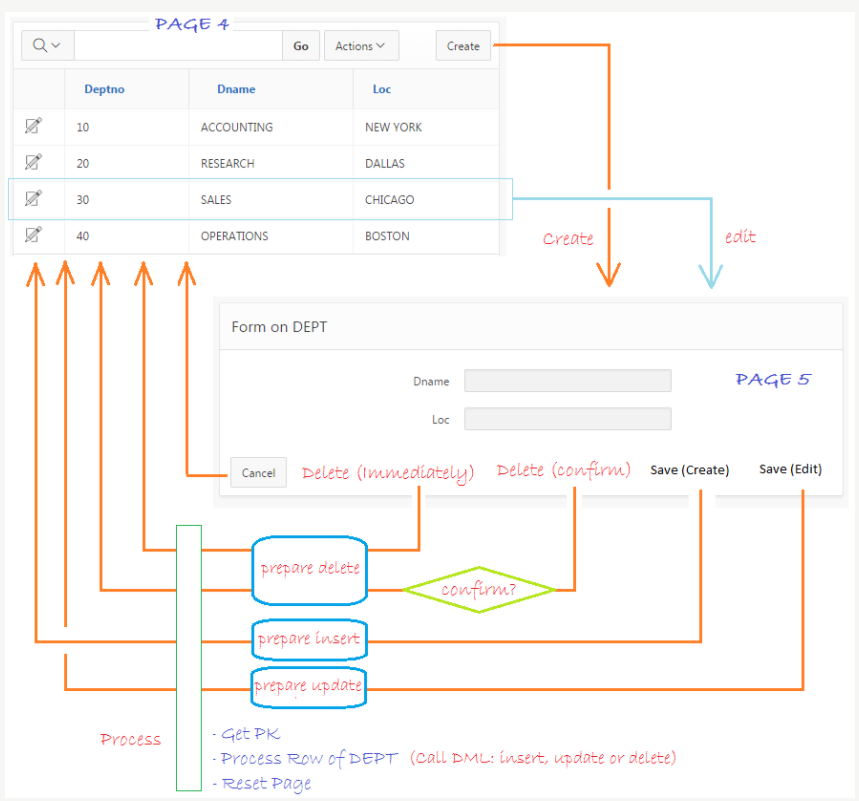 PAGE 4
Go Actions Create
Deptno Dname Loc
10 ACCOUNTING NEW YORK
20 RESEARCH DALLAS
30 SALES CHICAGO
40 OPERATIONS BOSTON
Create edit
Form on DEPT
Dname PAGE 5
Loc
Cancel Delete (Immediately) Delete (confirm) Save (Create) Save (Edit)
prepare delete
confirm?
prepare insert
prepare update
Process
- Get PK
- Process Row of DEPT (Call DML: insert, update or delete)
- Reset Page